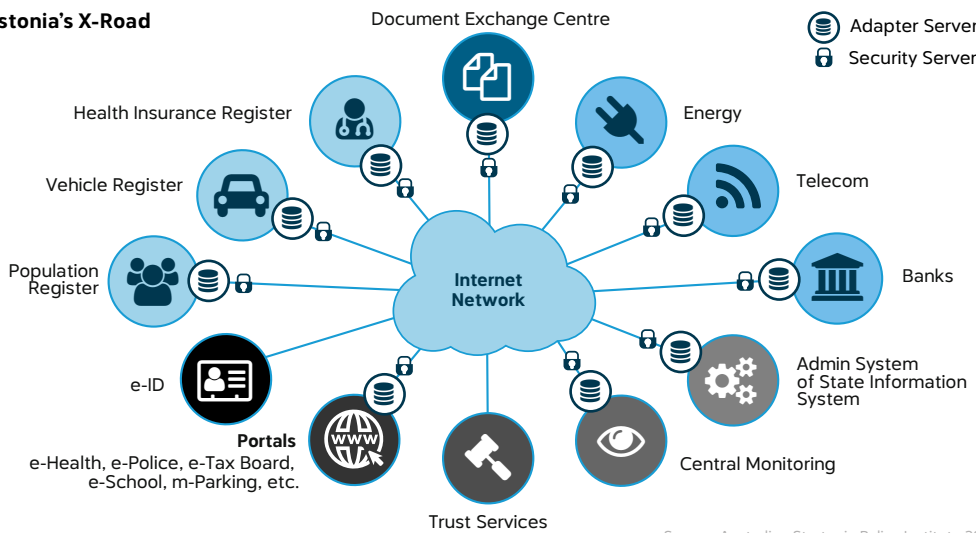 stonia's X-Road
Document Exchange Centre
Adapter Server
Security Server
Health Insurance Register
Energy
Vehicle Register
Telecom
Population
Register
Internet
Network
Banks
e-ID
Admin System
of State Information
System
Portals
e-Health, e-Police, e-Tax Board,
e-School, m-Parking, etc.
www
Central Monitoring
Trust Services